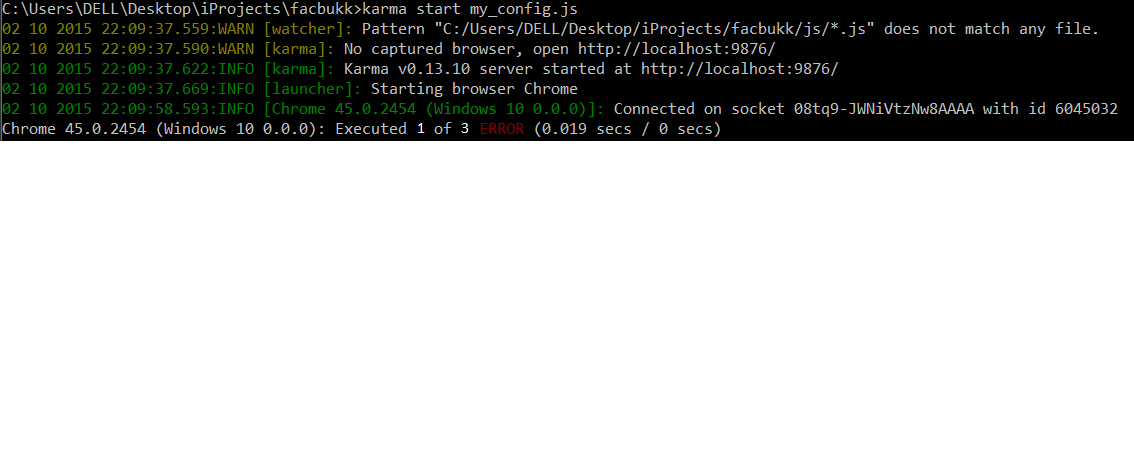 C:\Users\DELL\Desktop\iProjects\facbukk>karma start my_config.js
02 10 2015 22:09:37.559:WARN [watcher]: Pattern "C:/Users/DELL/Desktop/iProjects/facbukk/js/*.js" does not match any file.
02 10 2015 22:09:37.590:WARN [karma]: No captured browser, open http://localhost:9876/
02 10 2015 22:09:37.622:INFO [karma]: Karma v0.13.10 server started at http://localhost:9876/
02 10 2015 22:09:37.669:INFO [launcher]: Starting browser Chrome
02 10 2015 22:09:58.593:INFO [Chrome 45.0.2454 (Windows 10 0.0.0)]: Connected on socket 08tq9-JWNiVtzNw8AAAA with id 6045032
Chrome 45.0.2454 (Windows 10 0.0.0): Executed 1 of 3 ERROR (0.019 secs / 0 secs)